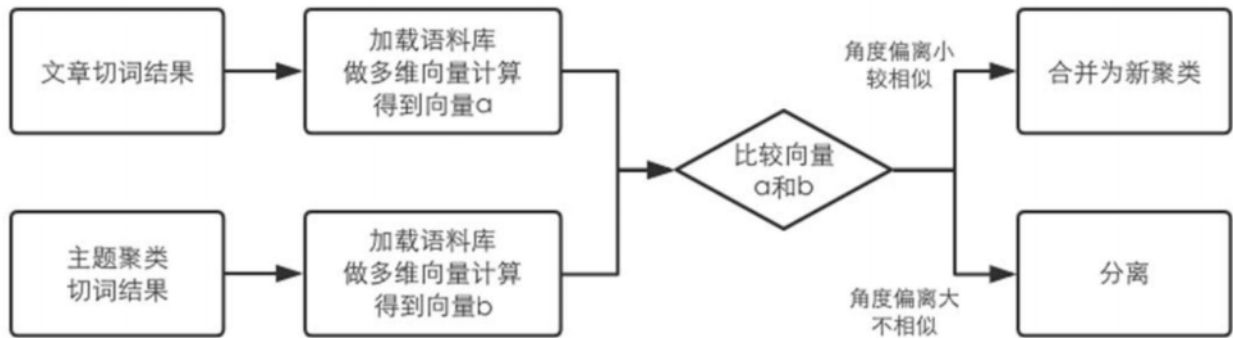 文章切词结果
加载语料库
做多维向量计算
得到向量a
角度偏离小
较相似
合并为新聚类
比较向量
a和b
主题聚类
切词结果
加载语料库
做多维向量计算
得到向量b
角度偏离大
不相似
分离